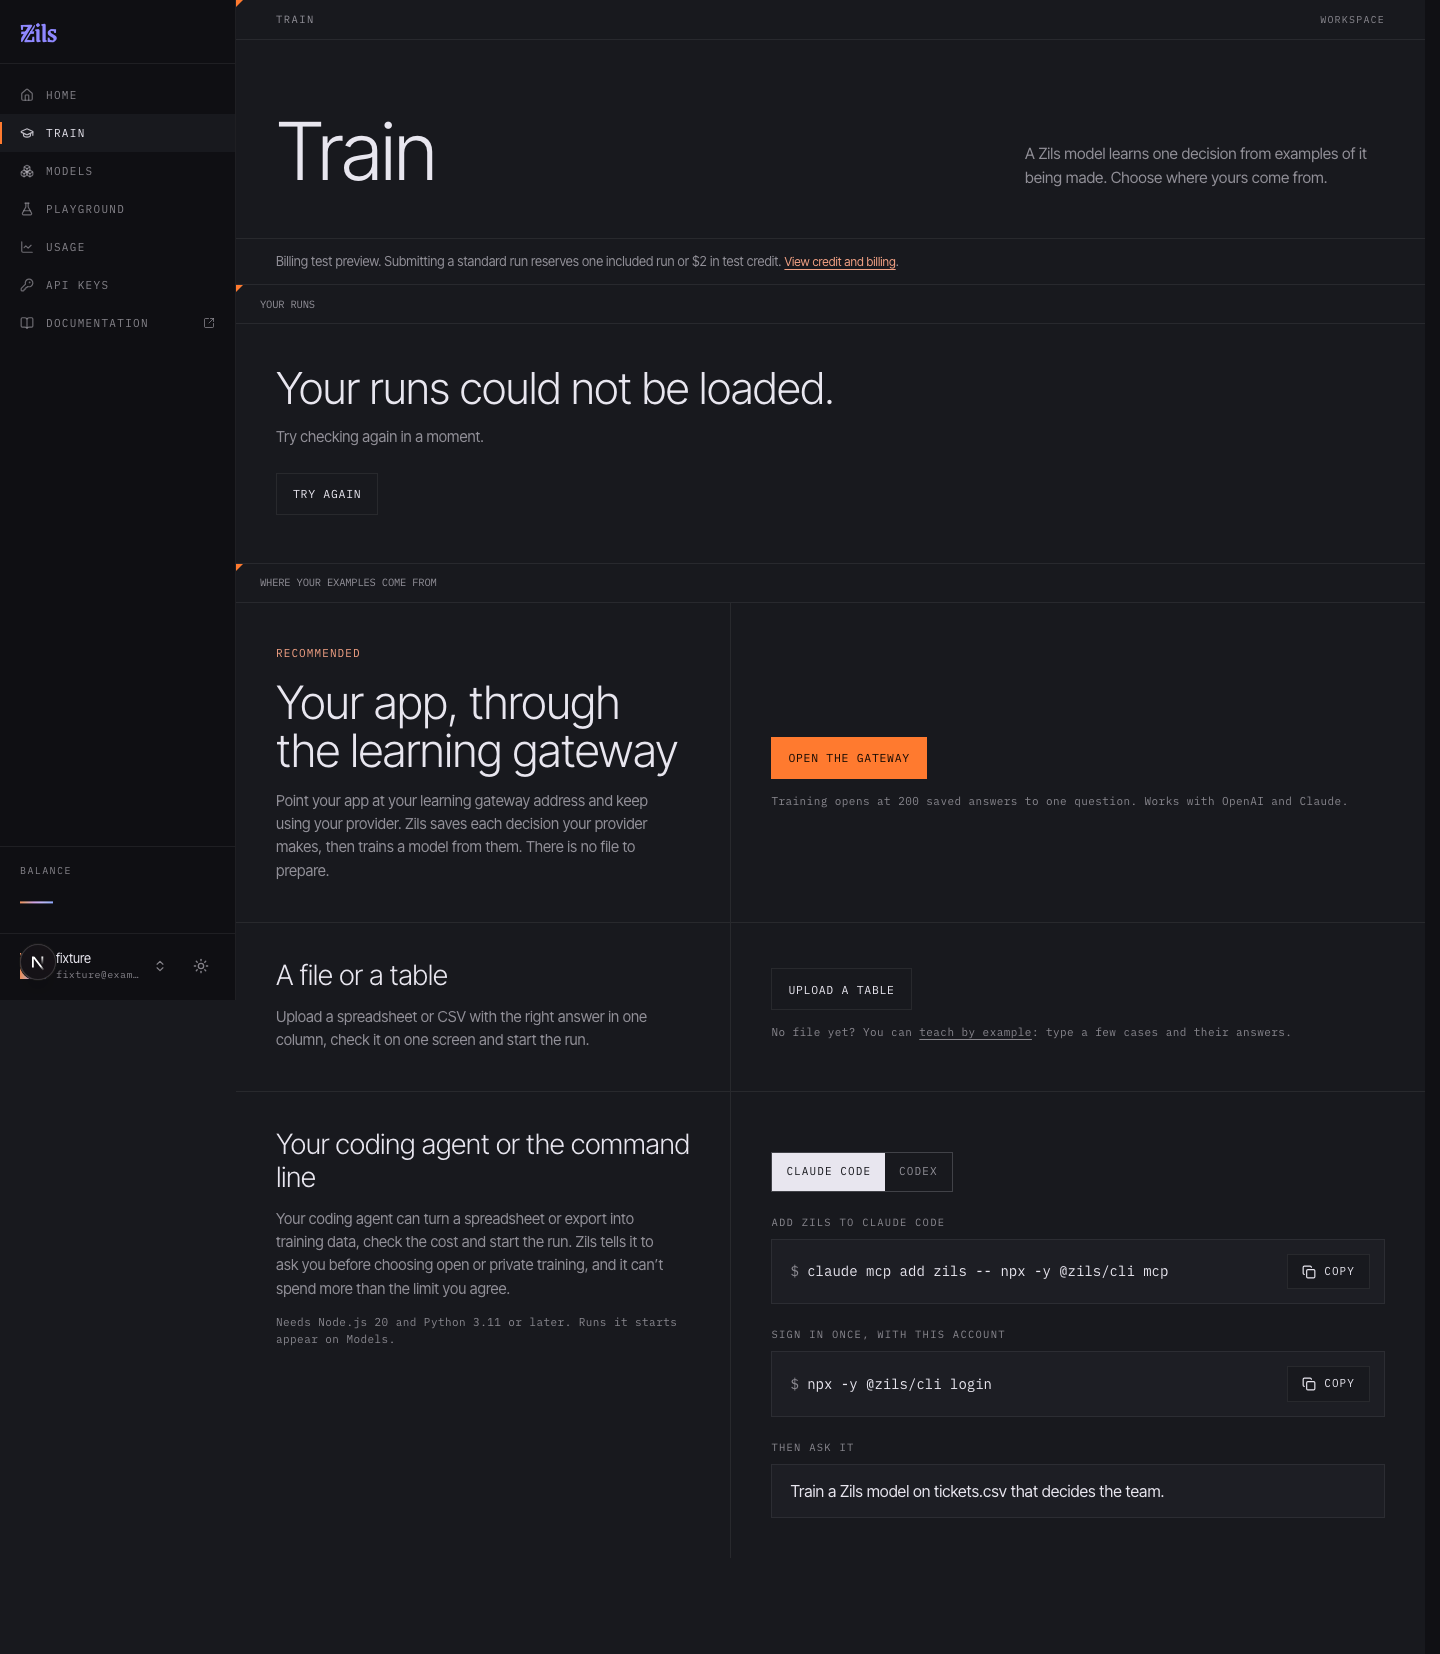 Zils
HOME
TRAIN
MODELS
PLAYGROUND
USAGE
API KEYS
DOCUMENTATION
BALANCE
N
fixture
fixture@exam…
TRAIN
WORKSPACE
Train
A Zils model learns one decision from examples of it
being made. Choose where yours come from.
Billing test preview. Submitting a standard run reserves one included run or $2 in test credit. View credit and billing.
YOUR RUNS
Your runs could not be loaded.
Try checking again in a moment.
TRY AGAIN
WHERE YOUR EXAMPLES COME FROM
RECOMMENDED
Your app, through
the learning gateway
Point your app at your learning gateway address and keep
using your provider. Zils saves each decision your provider
makes, then trains a model from them. There is no file to
prepare.
OPEN THE GATEWAY
Training opens at 200 saved answers to one question. Works with OpenAI and Claude.
A file or a table
Upload a spreadsheet or CSV with the right answer in one
column, check it on one screen and start the run.
UPLOAD A TABLE
No file yet? You can teach by example: type a few cases and their answers.
Your coding agent or the command
line
Your coding agent can turn a spreadsheet or export into
training data, check the cost and start the run. Zils tells it to
ask you before choosing open or private training, and it can’t
spend more than the limit you agree.
Needs Node.js 20 and Python 3.11 or later. Runs it starts
appear on Models.
CLAUDE CODE
CODEX
ADD ZILS TO CLAUDE CODE
$ claude mcp add zils -- npx -y @zils/cli mcp
COPY
SIGN IN ONCE, WITH THIS ACCOUNT
$ npx -y @zils/cli login
COPY
THEN ASK IT
Train a Zils model on tickets.csv that decides the team.